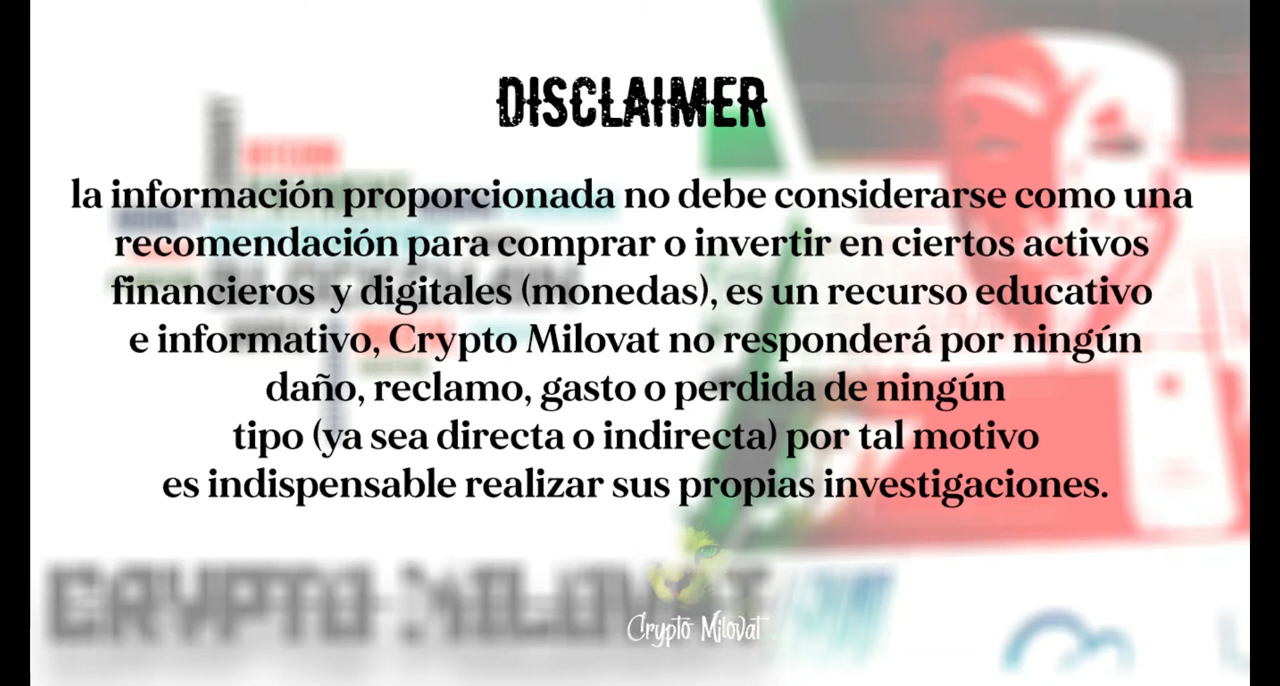 DISCLAIMER
la información proporcionada no debe considerarse como una
recomendación para comprar o invertir en ciertos activos
financieros y digitales (monedas), es un recurso educativo
e informativo, Crypto Milovat no responderá por ningún
daño, reclamo, gasto o perdida de ningún
tipo (ya sea directa o indirecta) por tal motivo
es indispensable realizar sus propias investigaciones.
CRYPTO MILOVAT
Crypto Milovat